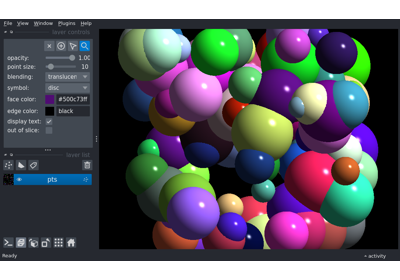 File View Window Plugins Help
layer controls
opacity: 1.00
point size: 10
blending: translucen
symbol: disc
face color: #500c73ff
edge color: black
display text:
out of slice:
layer list
pts
Ready
activity